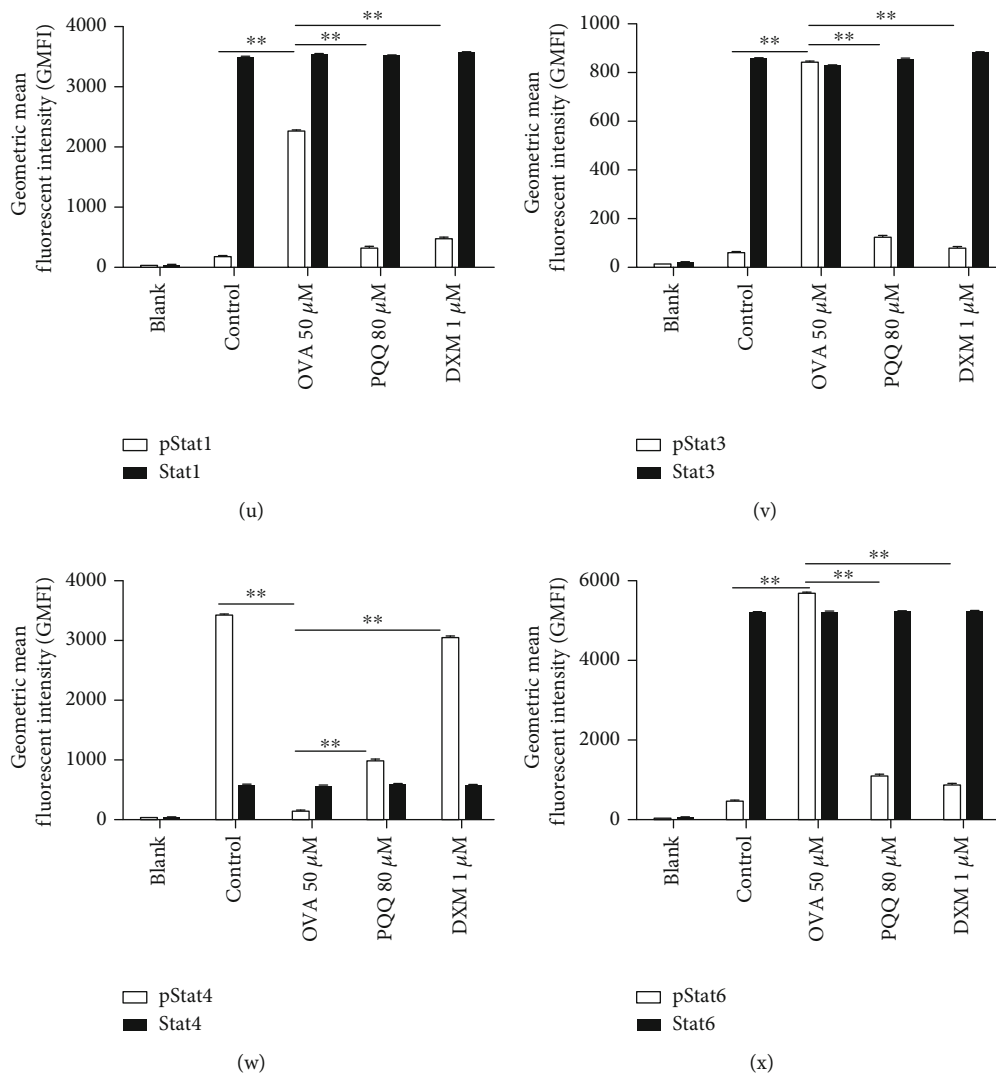 Geometric mean
fluorescent intensity (GMFI)
4000
3000
2000
1000
0
**
**
**
Blank
Control
OVA 50 μM
PQQ 80 μM
DXM 1 μM
pStat1
Stat1
(u)
Geometric mean
fluorescent intensity (GMFI)
1000
800
600
400
200
0
**
**
**
Blank
Control
OVA 50 μM
PQQ 80 μM
DXM 1 μM
pStat3
Stat3
(v)
Geometric mean
fluorescent intensity (GMFI)
4000
3000
2000
1000
0
**
**
**
Blank
Control
OVA 50 μM
PQQ 80 μM
DXM 1 μM
pStat4
Stat4
(w)
Geometric mean
fluorescent intensity (GMFI)
6000
4000
2000
0
**
**
**
Blank
Control
OVA 50 μM
PQQ 80 μM
DXM 1 μM
pStat6
Stat6
(x)